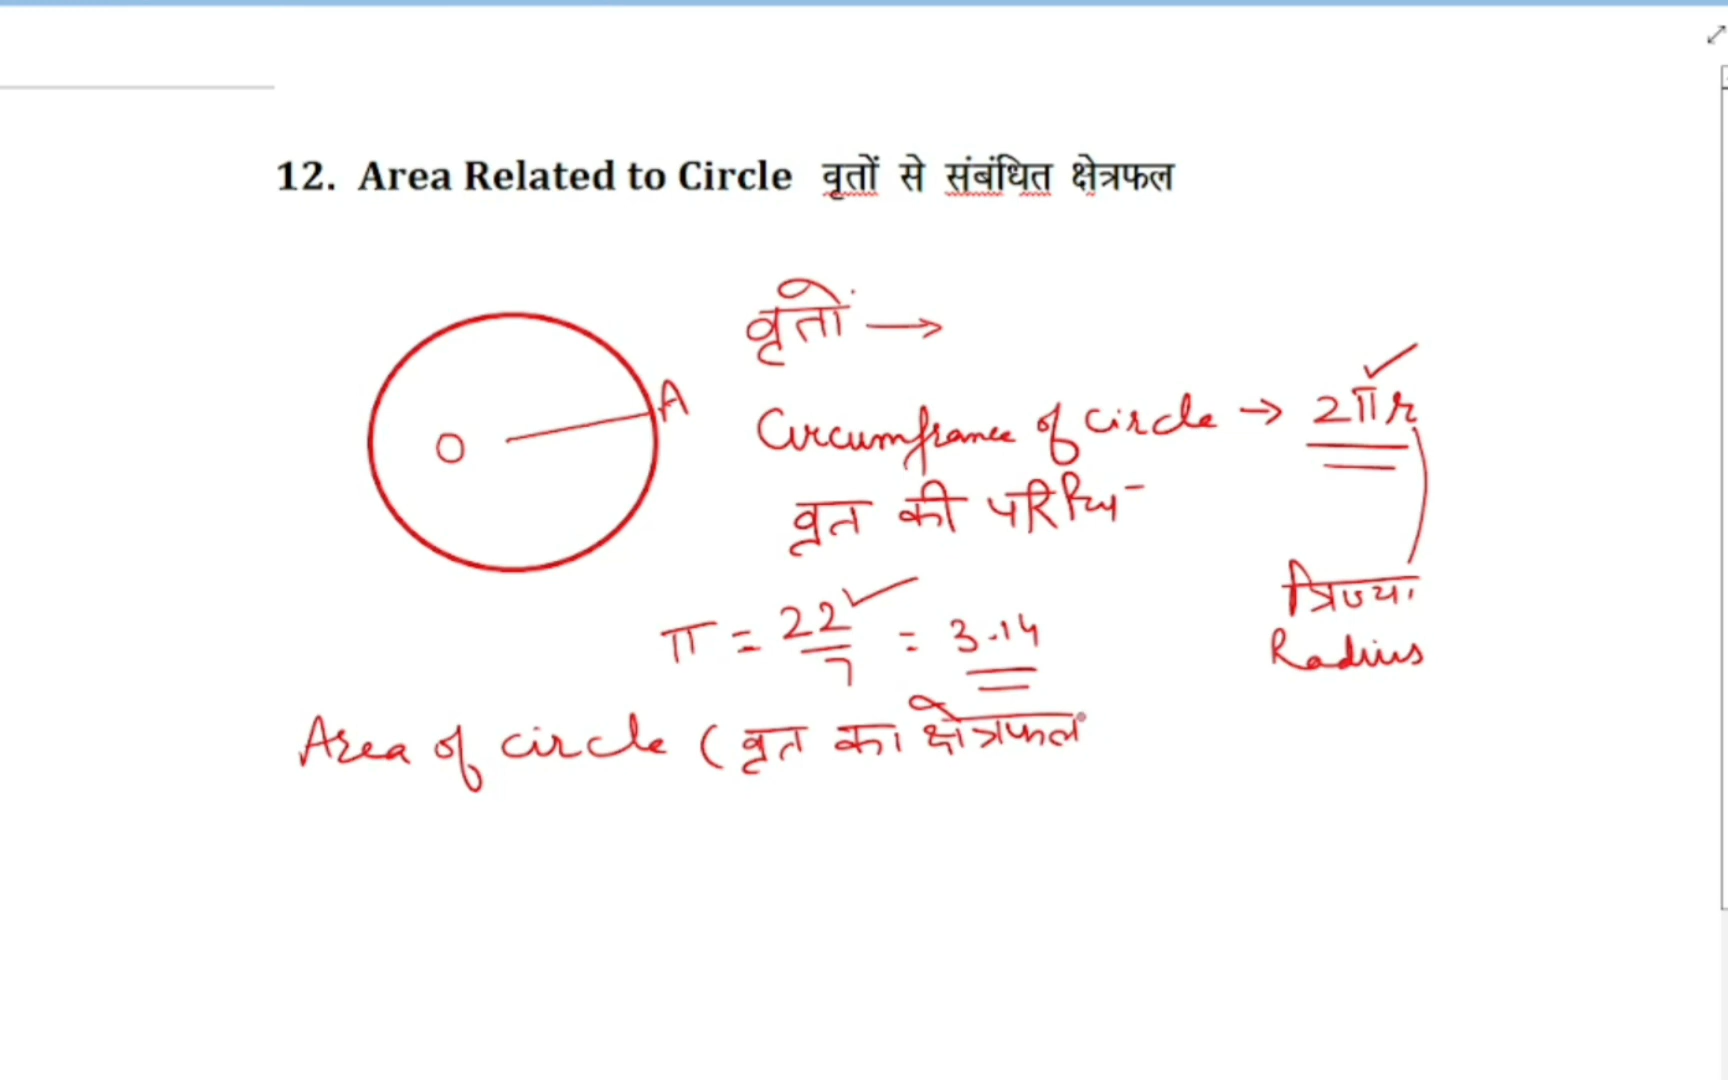 12. Area Related to Circle वृतों से संबंधित क्षेत्रफल
वृतों →
A
O
Circumfrance of circle → 2πr
वृत की परिधि
त्रिज्या
Radius
π = 22/7 = 3.14
Area of circle (वृत का क्षेत्रफल